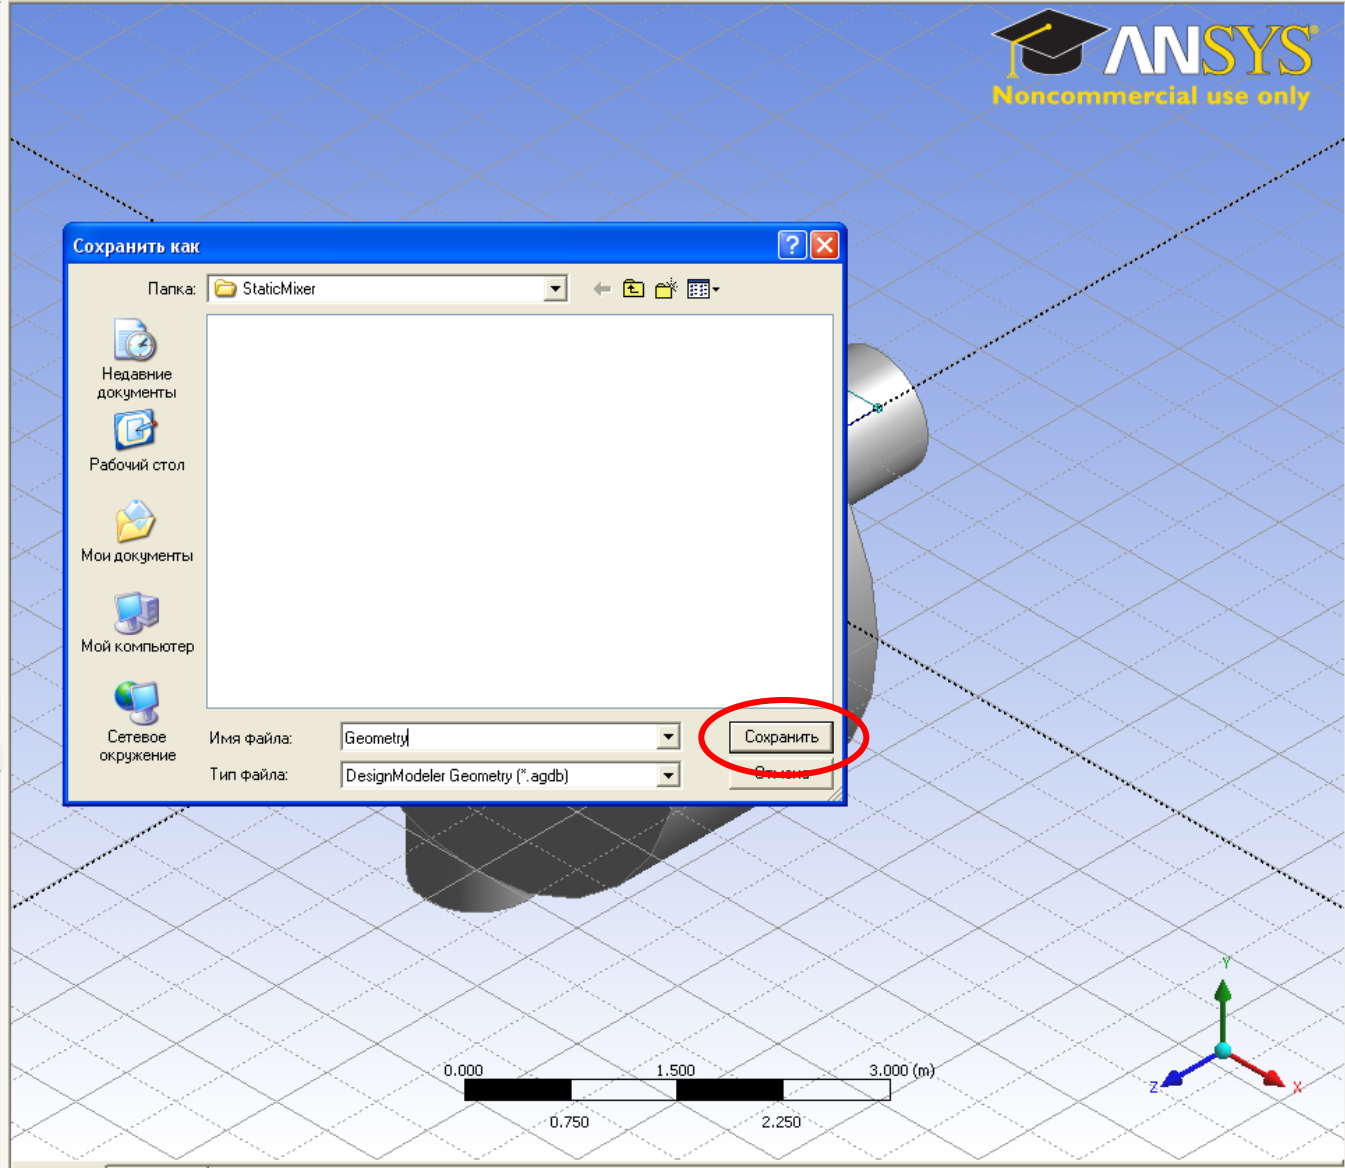 ANSYS®
Noncommercial use only
Сохранить как
Папка: StaticMixer
Недавние
документы
Рабочий стол
Мои документы
Мой компьютер
Сетевое
окружение
Имя файла: Geometry
Сохранить
Тип файла: DesignModeler Geometry (*.agdb)
Отмена
Y
Z
X
0.000 1.500 3.000 (m)
0.750 2.250